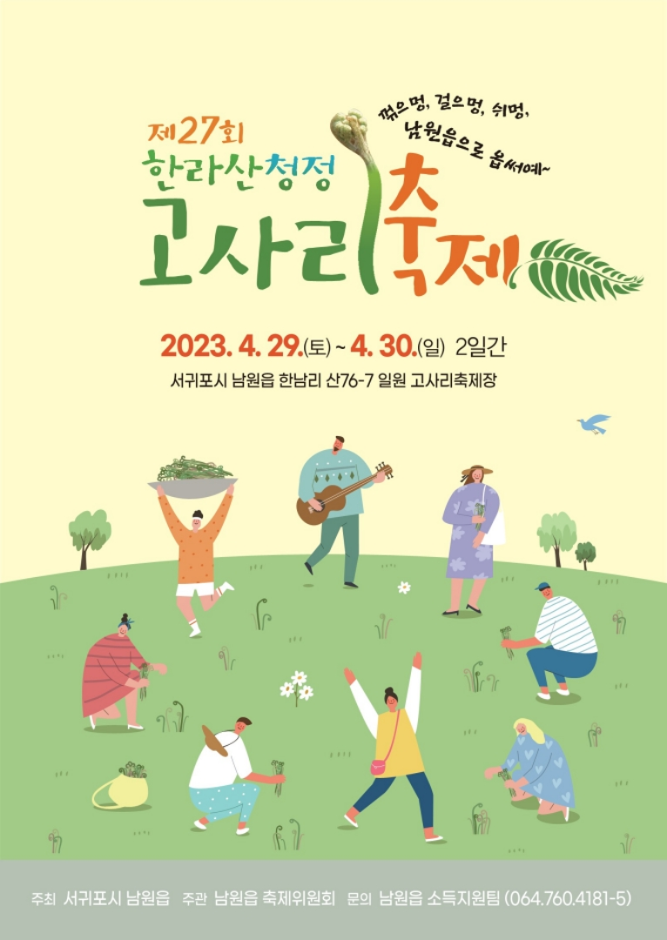 꺾으멍, 걸으멍, 쉬멍,
남원읍으로 옵써예~
제27회
한라산청정
고사리축제
2023. 4. 29.(토) ~ 4. 30.(일) 2일간
서귀포시 남원읍 한남리 산76-7 일원 고사리축제장
주최 서귀포시 남원읍 주관 남원읍 축제위원회 문의 남원읍 소득지원팀 (064.760.4181-5)